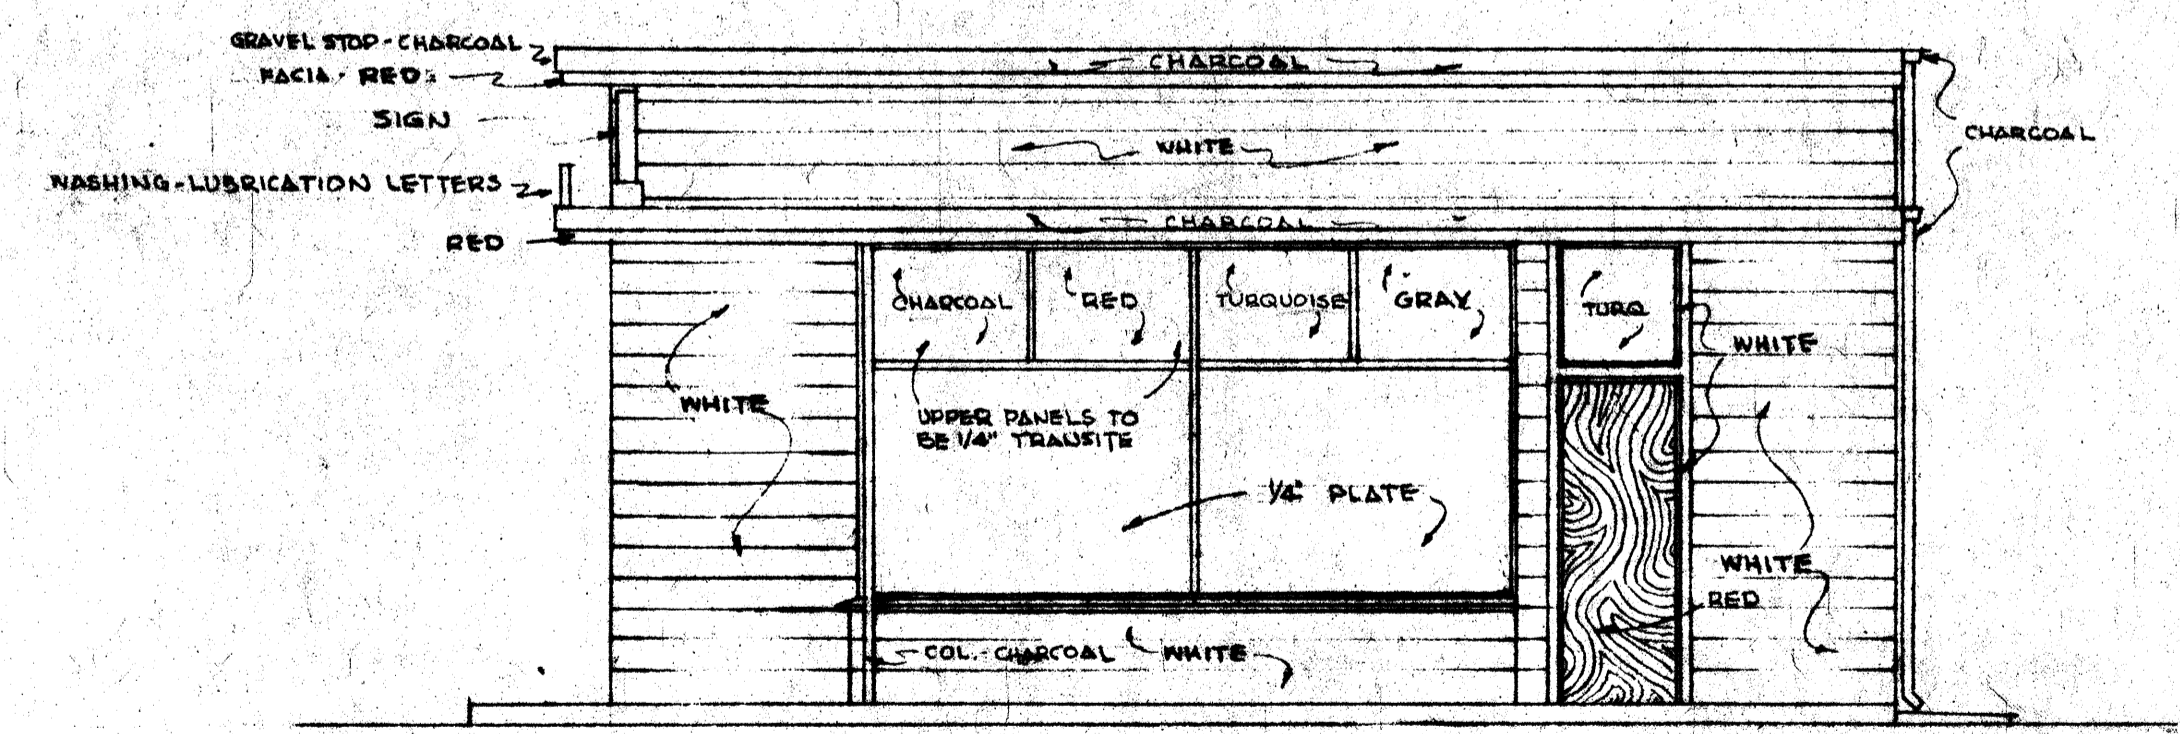 GRAVEL STOP - CHARCOAL
CHARCOAL
FACIA - RED
SIGN
CHARCOAL
WHITE
WASHING - LUBRICATION LETTERS
CHARCOAL
RED
CHARCOAL
RED
TURQUOISE
GRAY
TURQ
WHITE
WHITE
UPPER PANELS TO
BE 1/4" TRANSITE
1/4" PLATE
WHITE
RED
COL. - CHARCOAL
WHITE